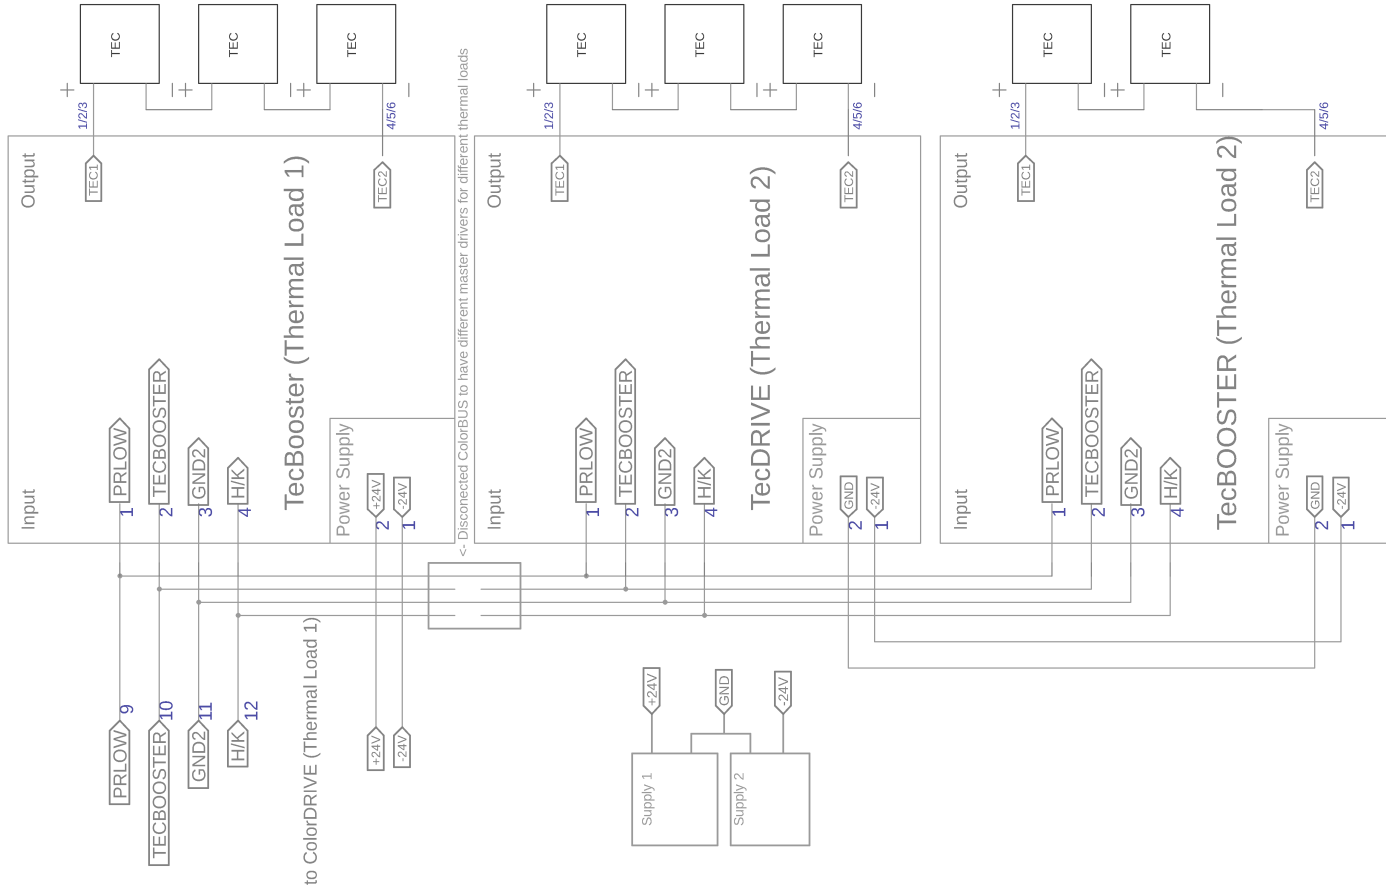 TEC
TEC
TEC
TEC
TEC
TEC
TEC
TEC
+
−
+
−
+
−
+
−
+
−
+
−
+
−
+
−
1/2/3
4/5/6
1/2/3
4/5/6
1/2/3
4/5/6
Output
TEC1
TEC2
Output
TEC1
TEC2
Output
TEC1
TEC2
TecBooster (Thermal Load 1)
<- Disconected ColorBUS to have different master drivers for different thermal loads
TecDRIVE (Thermal Load 2)
TecBOOSTER (Thermal Load 2)
Input
PRLOW
1
TECBOOSTER
2
GND2
3
H/K
4
Power Supply
+24V
2
-24V
1
Input
PRLOW
1
TECBOOSTER
2
GND2
3
H/K
4
Power Supply
GND
2
-24V
1
Input
PRLOW
1
TECBOOSTER
2
GND2
3
H/K
4
Power Supply
GND
2
-24V
1
9
PRLOW
10
TECBOOSTER
11
GND2
12
H/K
to ColorDRIVE (Thermal Load 1)
+24V
-24V
+24V
GND
-24V
Supply 1
Supply 2